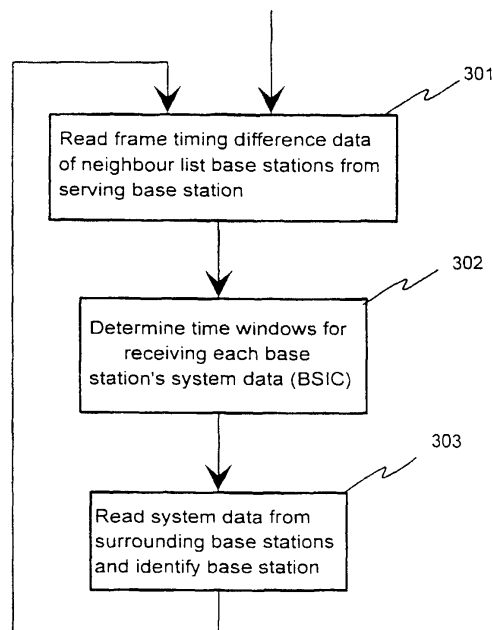 301
Read frame timing difference data
of neighbour list base stations from
serving base station
302
Determine time windows for
receiving each base
station's system data (BSIC)
303
Read system data from
surrounding base stations
and identify base station